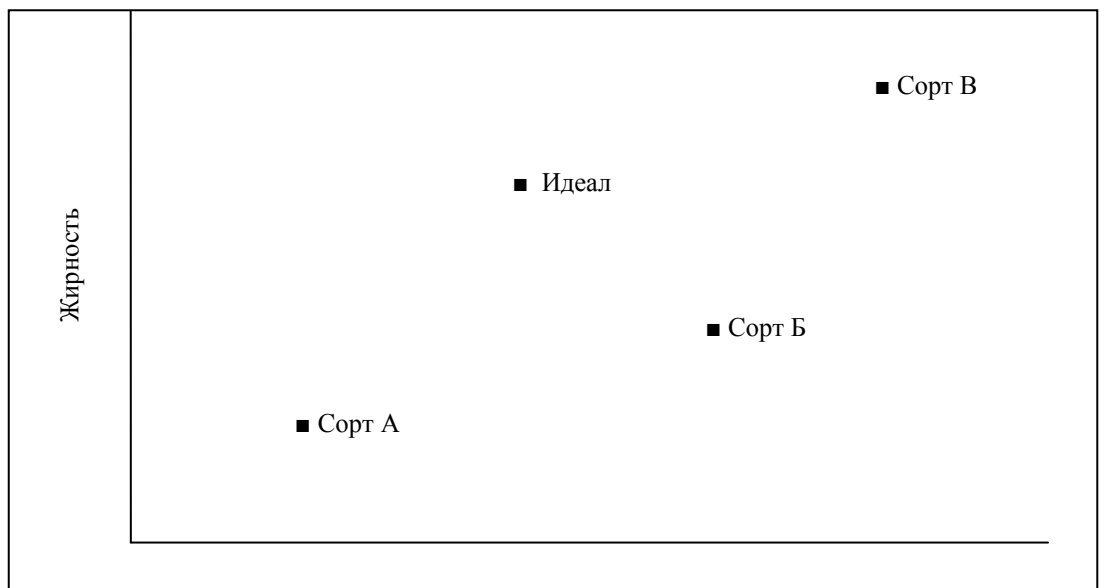 Сорт В
Идеал
Жирность
Сорт Б
Сорт А